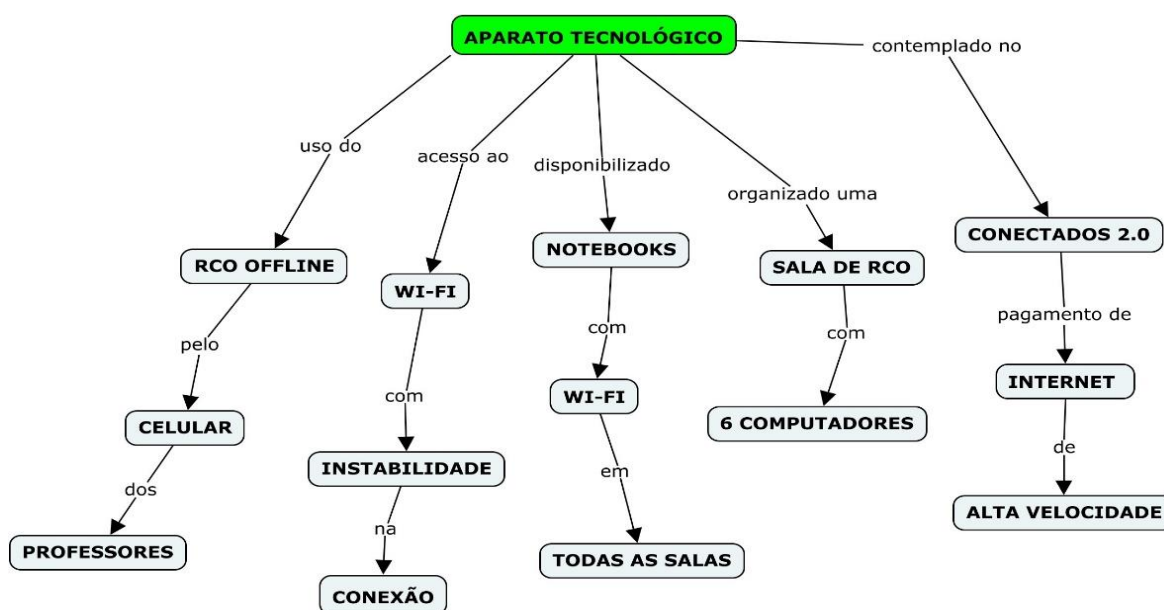 APARATO TECNOLÓGICO
contemplado no
uso do
acesso ao
disponibilizado
organizado uma
RCO OFFLINE
WI-FI
NOTEBOOKS
SALA DE RCO
CONECTADOS 2.0
pelo
com
com
com
pagamento de
CELULAR
INSTABILIDADE
WI-FI
6 COMPUTADORES
INTERNET
dos
na
em
de
PROFESSORES
CONEXÃO
TODAS AS SALAS
ALTA VELOCIDADE